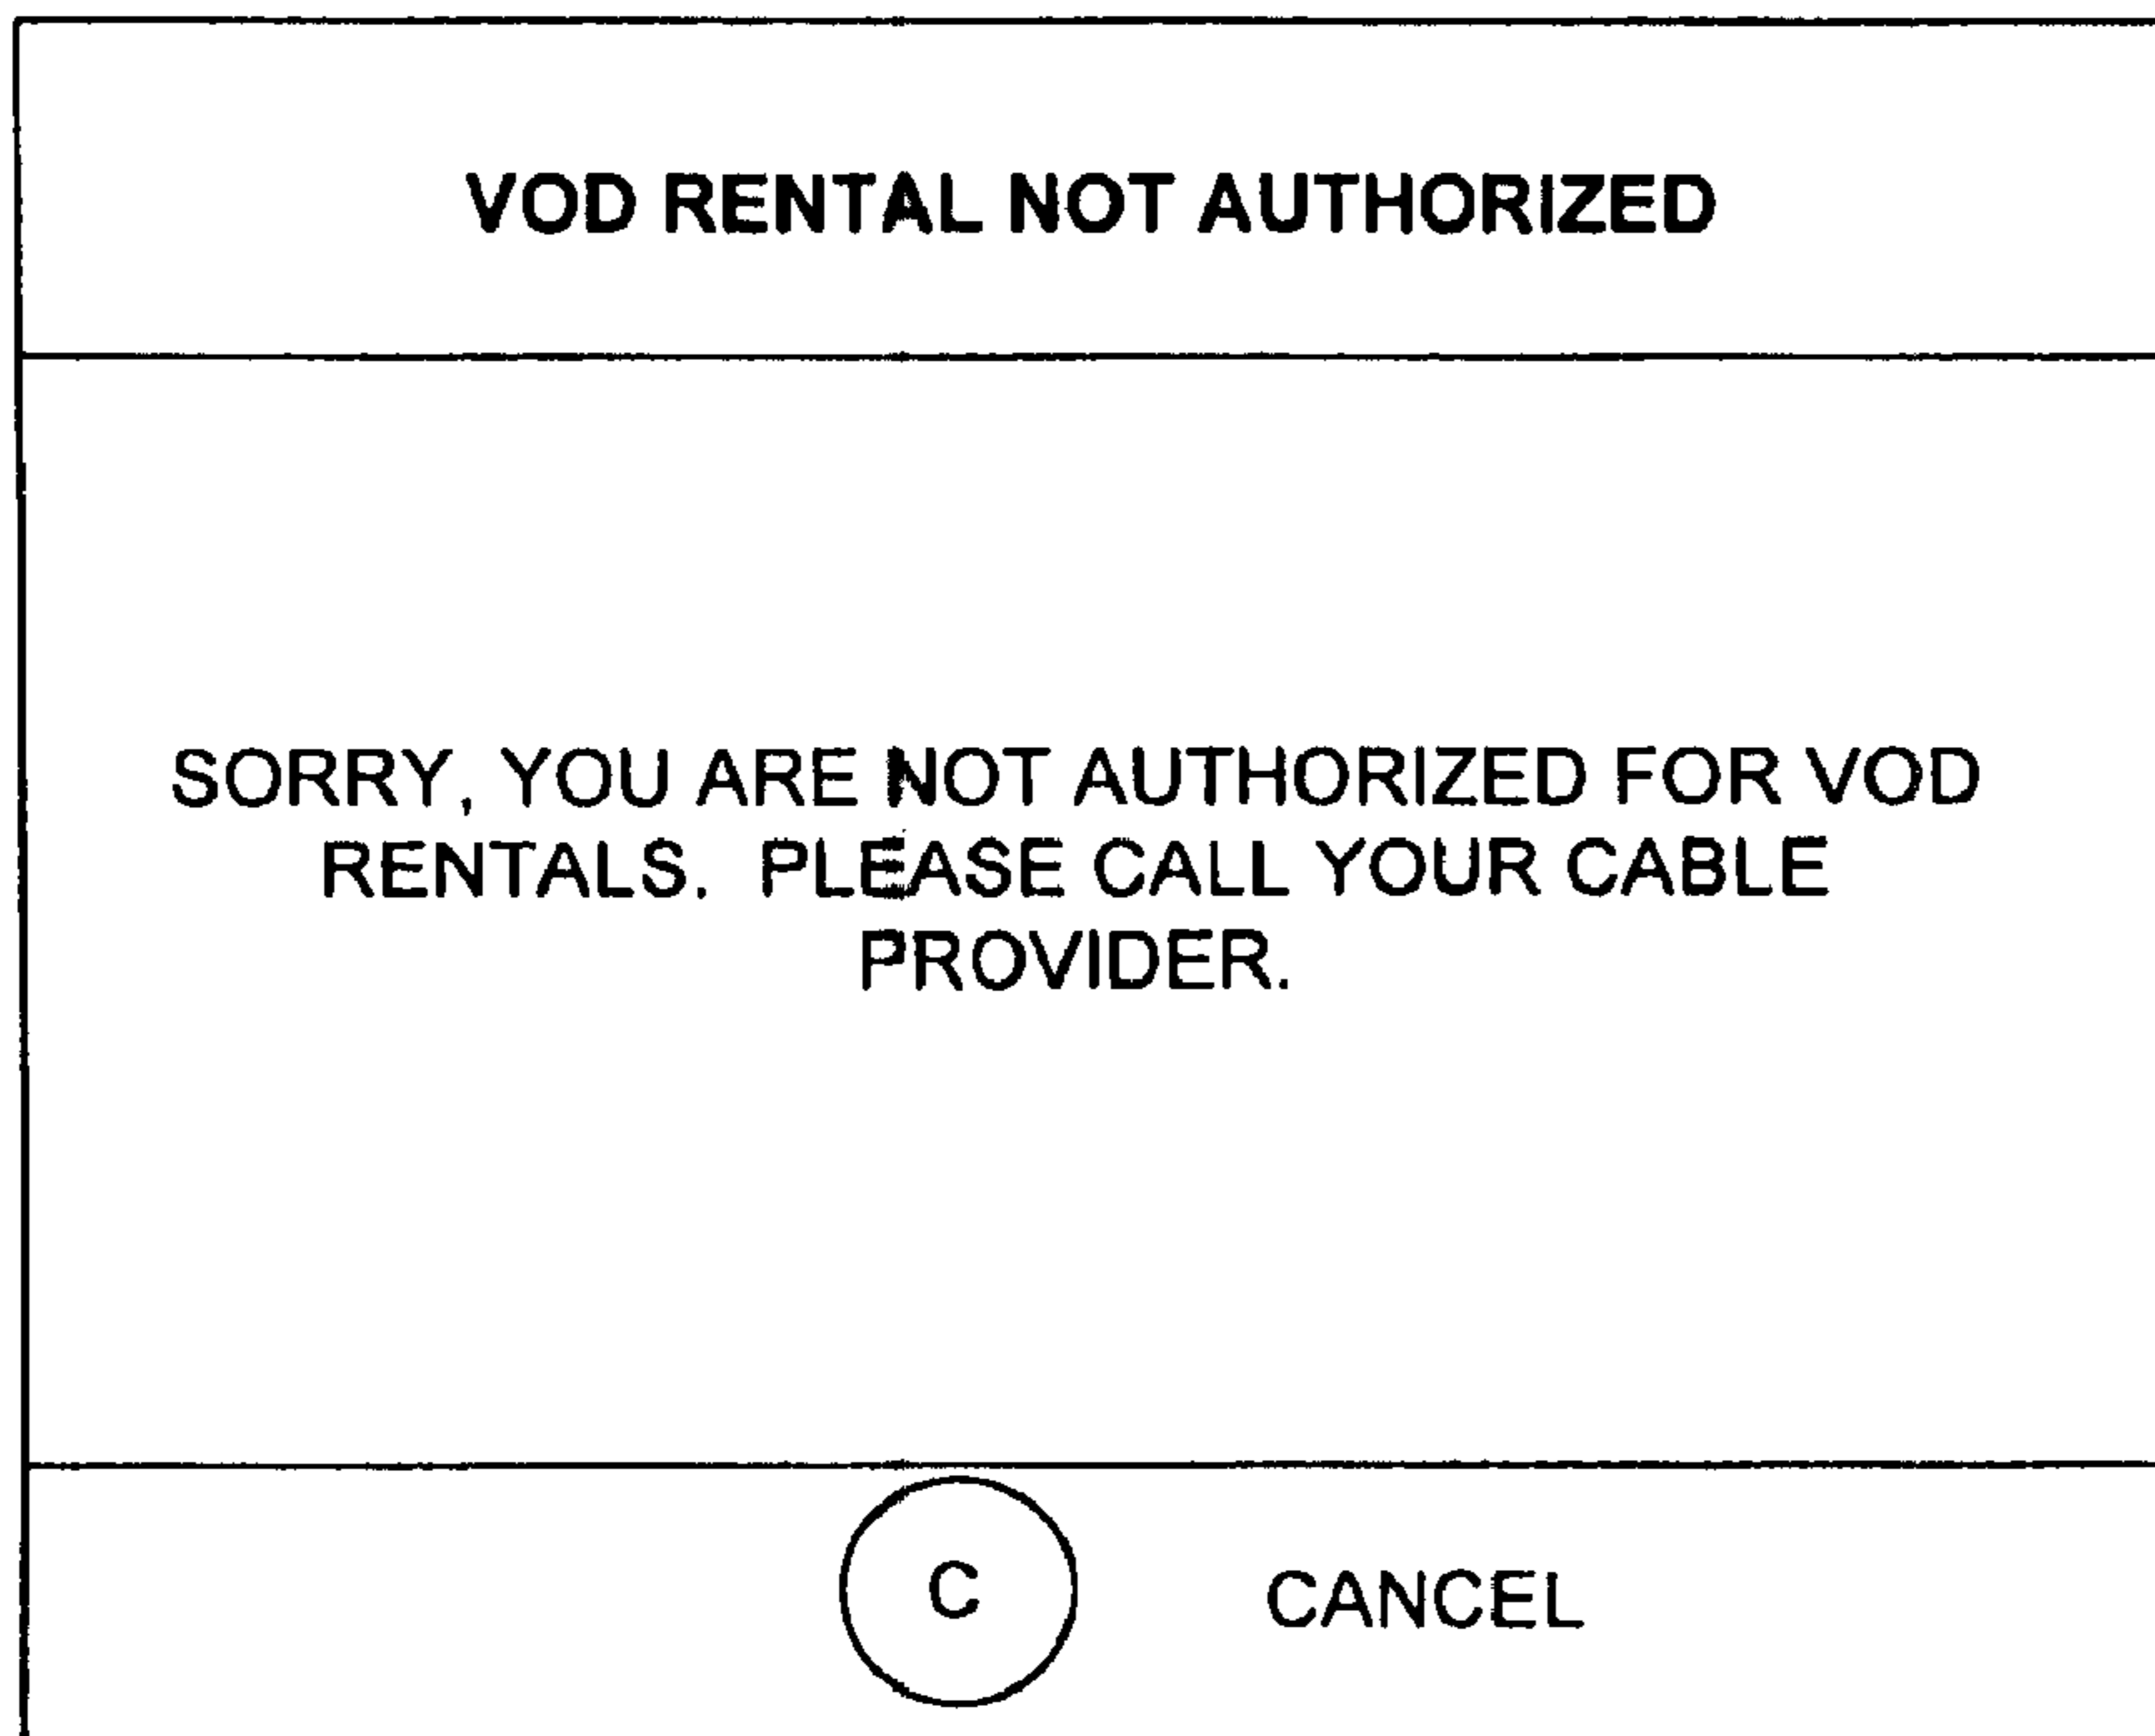 VOD RENTAL NOT AUTHORIZED
SORRY, YOU ARE NOT AUTHORIZED FOR VOD
RENTALS.  PLEASE CALL YOUR CABLE
PROVIDER.
C CANCEL